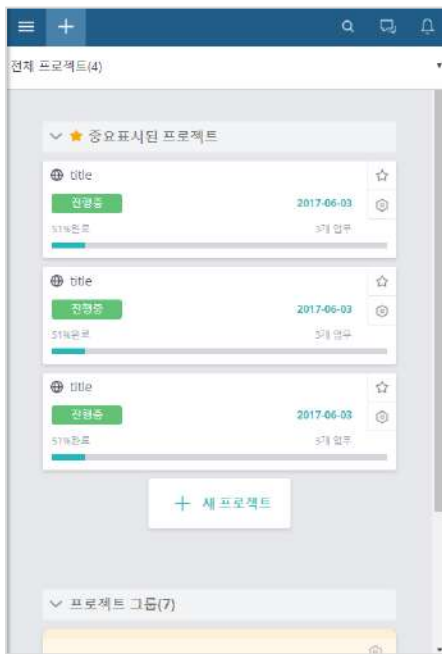 전체 프로젝트(4)
중요표시된 프로젝트
title
진행중 2017-06-03
51%완료 3개 업무
title
진행중 2017-06-03
51%완료 3개 업무
title
진행중 2017-06-03
51%완료 3개 업무
새 프로젝트
프로젝트 그룹(7)